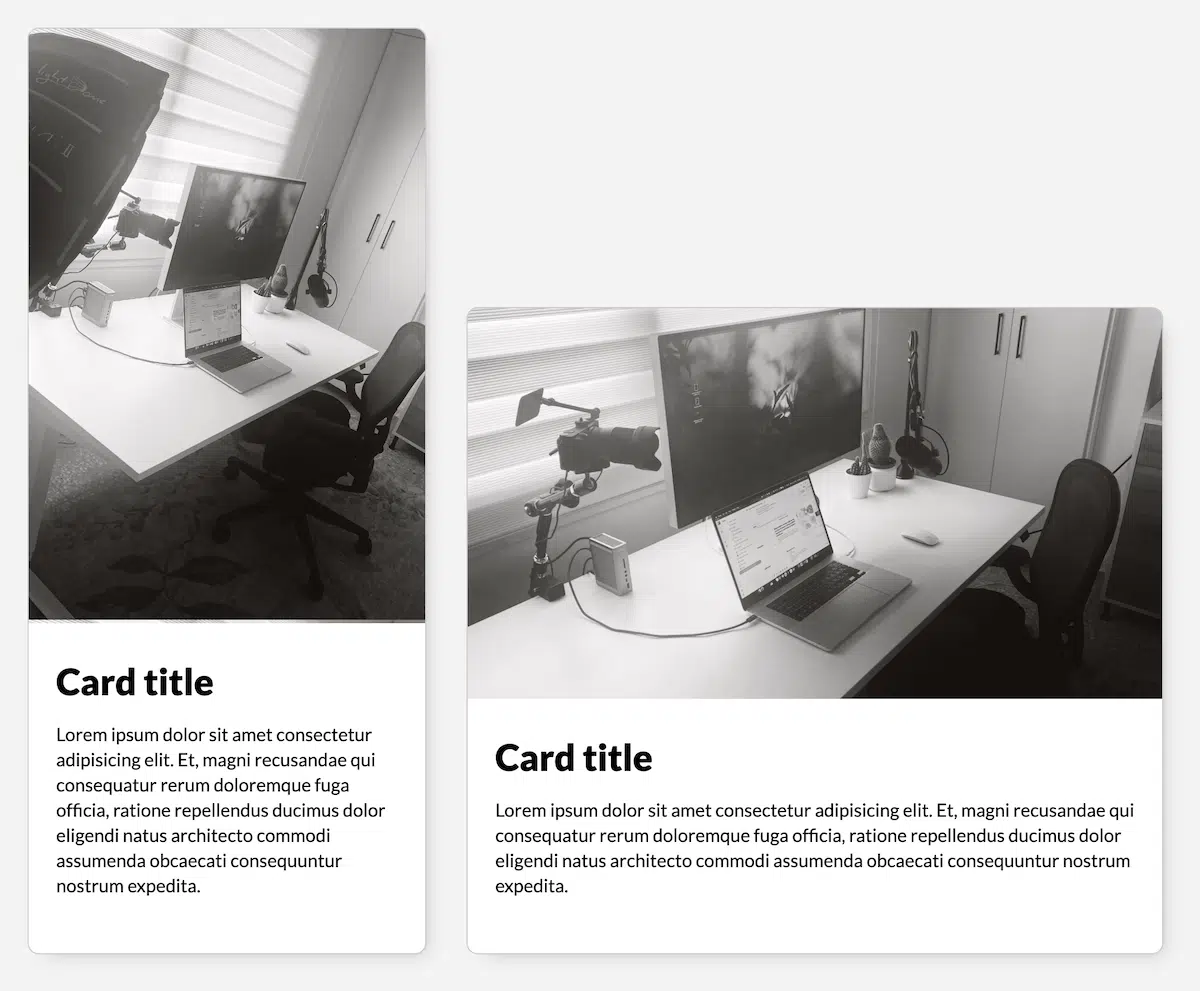 Card title
Lorem ipsum dolor sit amet consectetur
adipisicing elit. Et, magni recusandae qui
consequatur rerum doloremque fuga
officia, ratione repellendus ducimus dolor
eligendi natus architecto commodi
assumenda obcaecati consequuntur
nostrum expedita.
Card title
Lorem ipsum dolor sit amet consectetur adipisicing elit. Et, magni recusandae qui
consequatur rerum doloremque fuga officia, ratione repellendus ducimus dolor
eligendi natus architecto commodi assumenda obcaecati consequuntur nostrum
expedita.